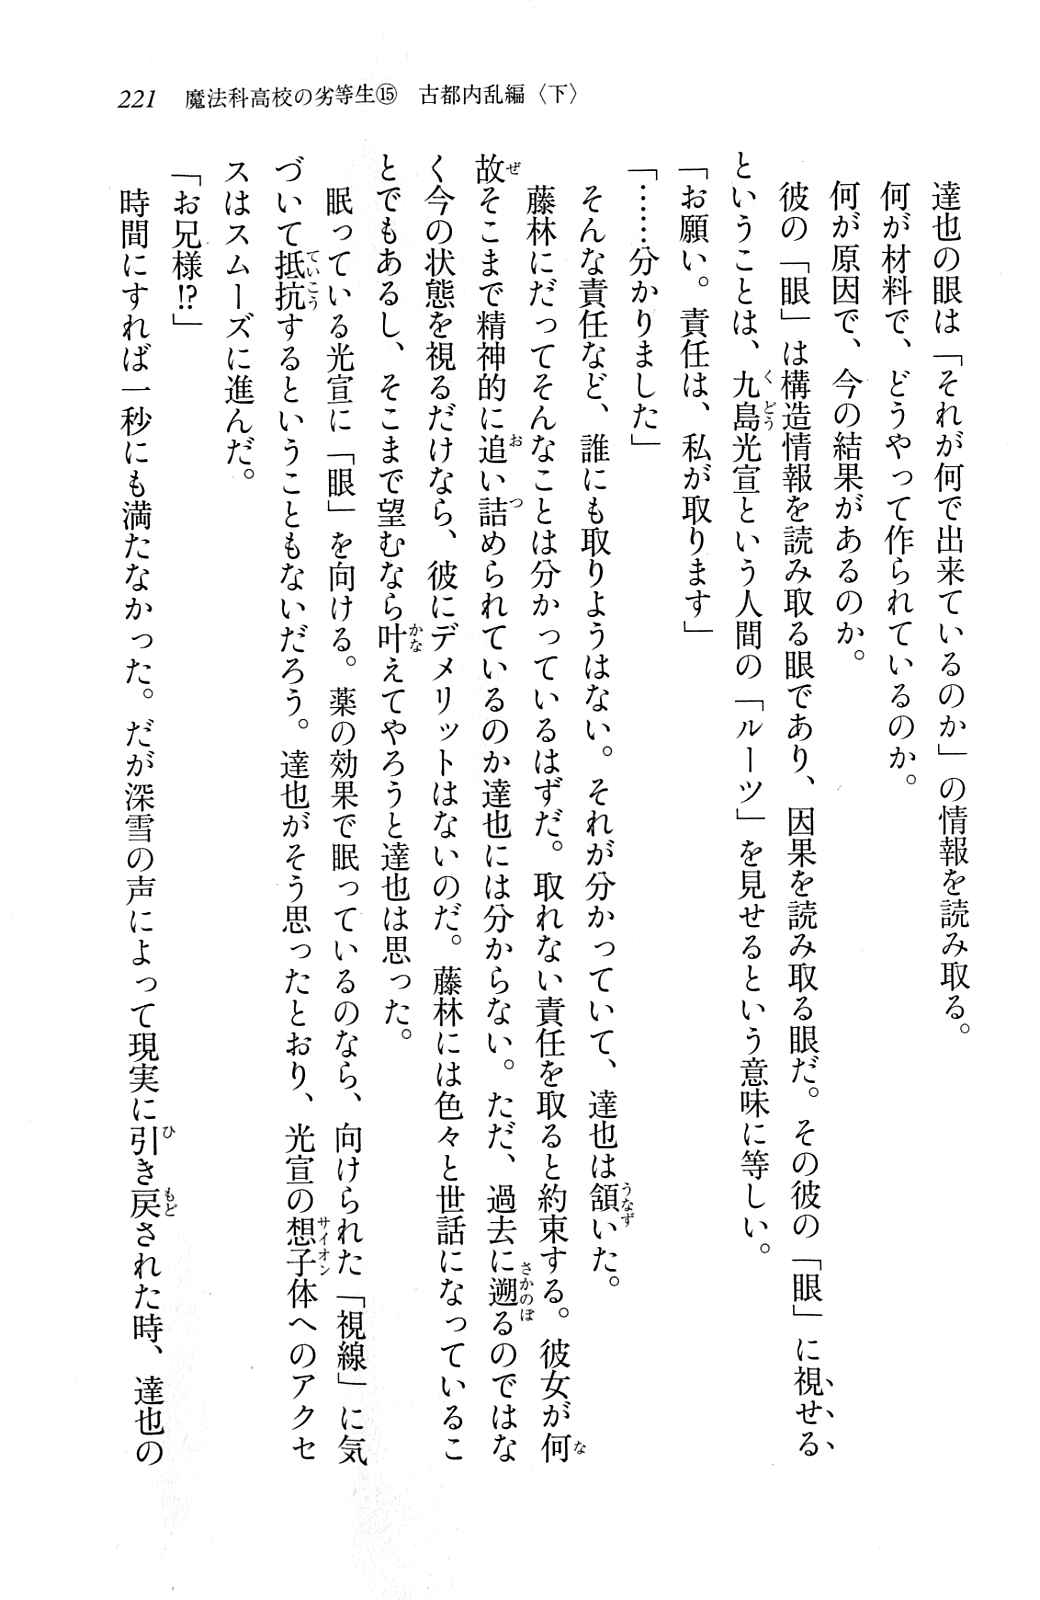 221　魔法科高校の劣等生⑮　古都内乱編〈下〉
達也の眼は「それが何で出来ているのか」の情報を読み取る。
何が材料で、どうやって作られているのか。
何が原因で、今の結果があるのか。
彼の「眼」は構造情報を読み取る眼であり、因果を読み取る眼だ。その彼の「眼」に視せる
ということは、九島光宣という人間の「ルーツ」を見せるという意味に等しい。
「お願い。責任は、私が取ります」
「……分かりました」
そんな責任など、誰にも取りようはない。それが分かっていて、達也は頷いた。
藤林にだってそんなことは分かっているはずだ。取れない責任を取ると約束する。彼女が何
故そこまで精神的に追い詰められているのか達也には分からない。ただ、過去に遡るのではな
く今の状態を視るだけなら、彼にデメリットはないのだ。藤林には色々と世話になっているこ
とでもあるし、そこまで望むなら叶えてやろうと達也は思った。
眠っている光宣に「眼」を向ける。薬の効果で眠っているのなら、向けられた「視線」に気
づいて抵抗するということもないだろう。達也がそう思ったとおり、光宣の想子体へのアクセ
スはスムーズに進んだ。
「お兄様!?」
時間にすれば一秒にも満たなかった。だが深雪の声によって現実に引き戻された時、達也の